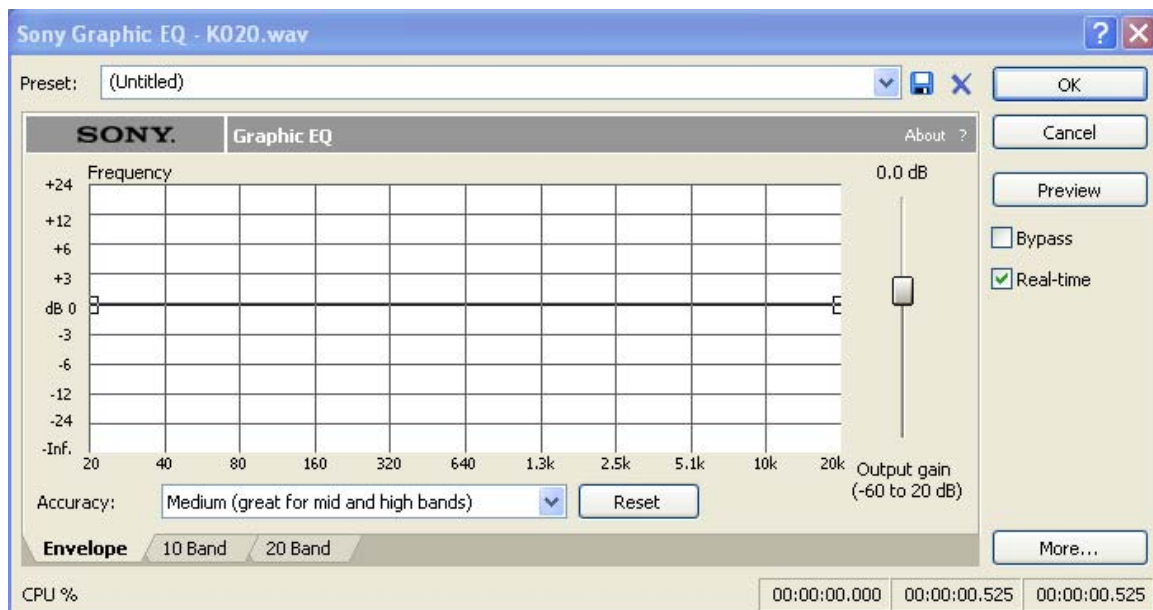 Sony Graphic EQ - K020.wav
Preset: (Untitled)
OK
SONY. Graphic EQ About ?
Cancel
Frequency
0.0 dB
Preview
+24
+12
+6
+3
dB 0
-3
-6
-12
-24
-Inf.
Bypass
Real-time
20 40 80 160 320 640 1.3k 2.5k 5.1k 10k 20k
Output gain
(-60 to 20 dB)
Accuracy: Medium (great for mid and high bands) Reset
Envelope 10 Band 20 Band
More...
CPU % 00:00:00.000 00:00:00.525 00:00:00.525